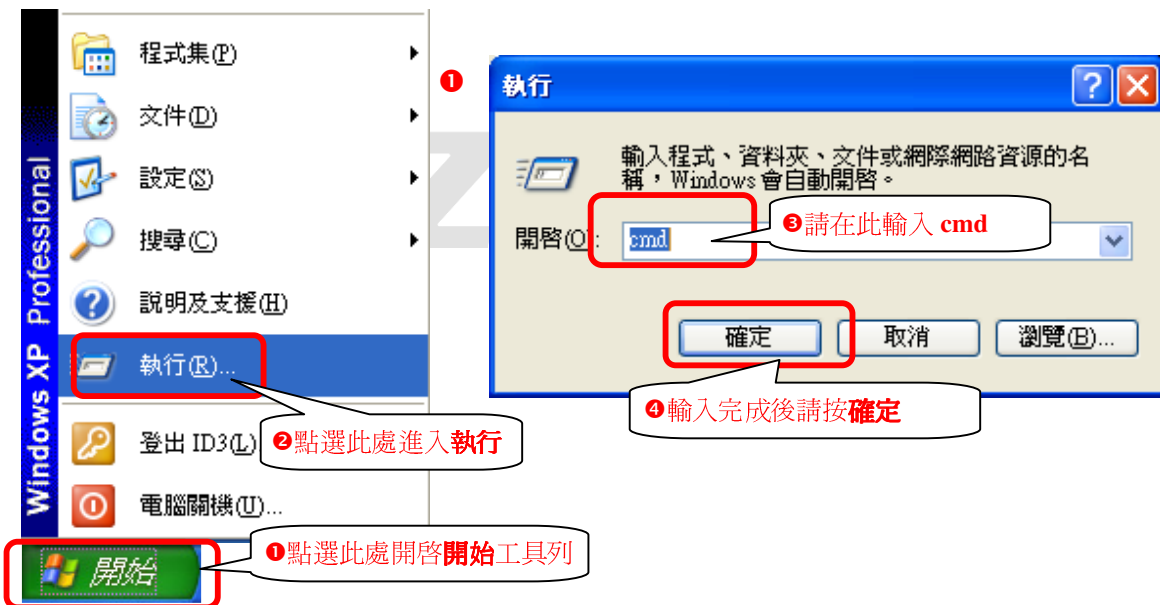 Windows XP Professional
程式集(P)
文件(D)
設定(S)
搜尋(C)
說明及支援(H)
執行(R)...
登出 ID3(L)
電腦關機(U)...
開始
❶
❶點選此處開啓開始工具列
❷點選此處進入執行
執行
輸入程式、資料夾、文件或網際網路資源的名
稱，Windows 會自動開啓。
開啓(O):
cmd
❸請在此輸入 cmd
確定
取消
瀏覽(B)...
❹輸入完成後請按確定